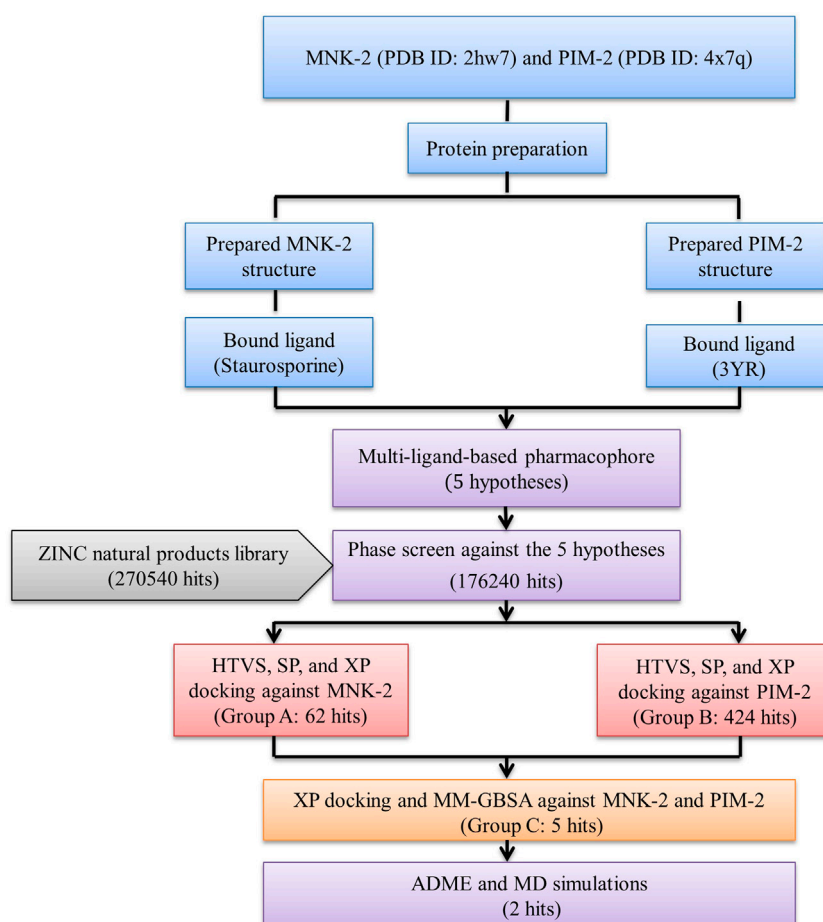 MNK-2 (PDB ID: 2hw7) and PIM-2 (PDB ID: 4x7q)
Protein preparation
Prepared MNK-2
structure
Prepared PIM-2
structure
Bound ligand
(Staurosporine)
Bound ligand
(3YR)
Multi-ligand-based pharmacophore
(5 hypotheses)
ZINC natural products library
(270540 hits)
Phase screen against the 5 hypotheses
(176240 hits)
HTVS, SP, and XP
docking against MNK-2
(Group A: 62 hits)
HTVS, SP, and XP
docking against PIM-2
(Group B: 424 hits)
XP docking and MM-GBSA against MNK-2 and PIM-2
(Group C: 5 hits)
ADME and MD simulations
(2 hits)